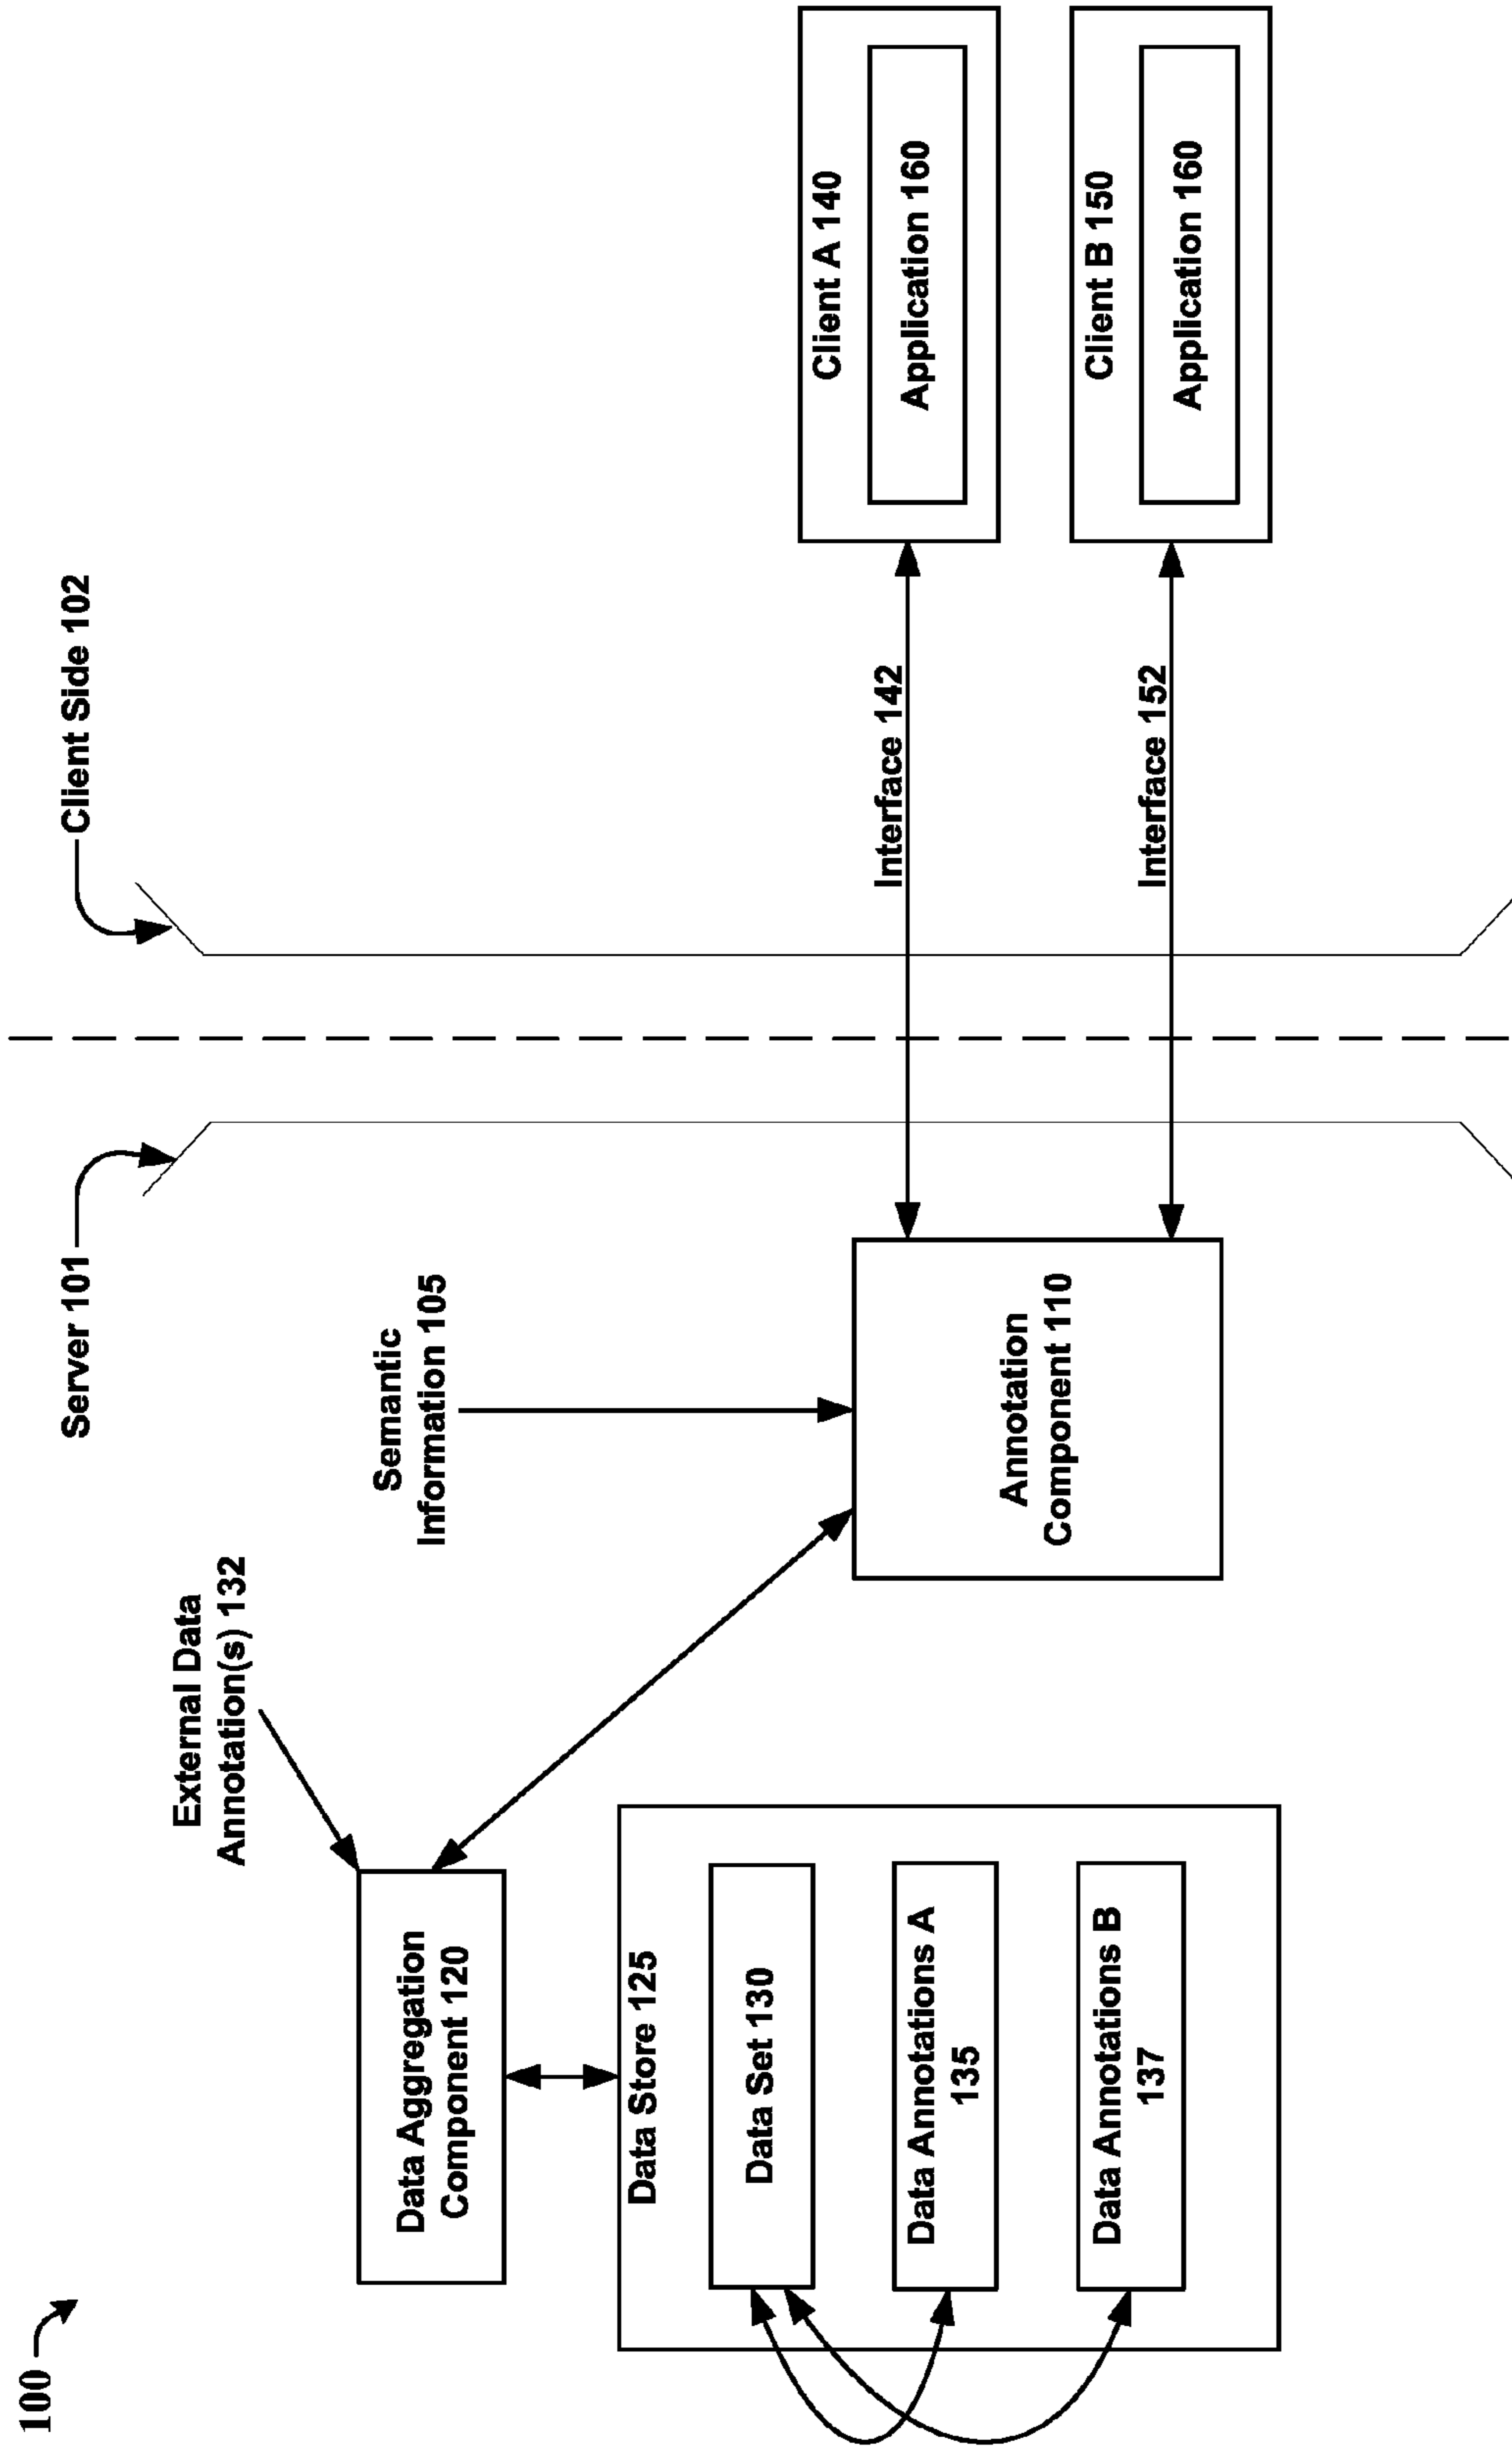 100
Server 101
Client Side 102
External Data
Annotation(s) 132
Semantic
Information 105
Data Aggregation
Component 120
Data Store 125
Data Set 130
Data Annotations A
135
Data Annotations B
137
Annotation
Component 110
Interface 142
Interface 152
Client A 140
Application 160
Client B 150
Application 160